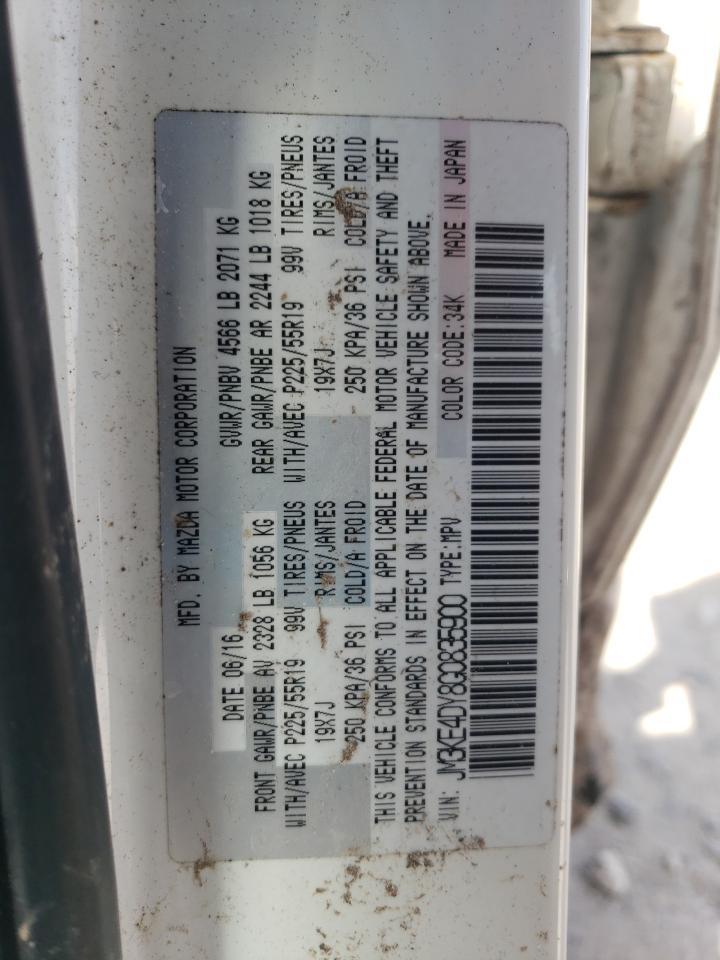 MFD. BY MAZDA MOTOR CORPORATION
DATE 06/16 GVWR/PNBV 4566 LB 2071 KG
FRONT GAWR/PNBE AV 2328 LB 1056 KG REAR GAWR/PNBE AR 2244 LB 1018 KG
WITH/AVEC P225/55R19 99V TIRES/PNEUS WITH/AVEC P225/55R19 99V TIRES/PNEUS
19X7J RIMS/JANTES 19X7J RIMS/JANTES
250 KPA/36 PSI COLD/A FROID 250 KPA/36 PSI COLD/A FROID
THIS VEHICLE CONFORMS TO ALL APPLICABLE FEDERAL MOTOR VEHICLE SAFETY AND THEFT
PREVENTION STANDARDS IN EFFECT ON THE DATE OF MANUFACTURE SHOWN ABOVE.
VIN: JM3KE4DY8G0835900 TYPE:MPV COLOR CODE:34K MADE IN JAPAN